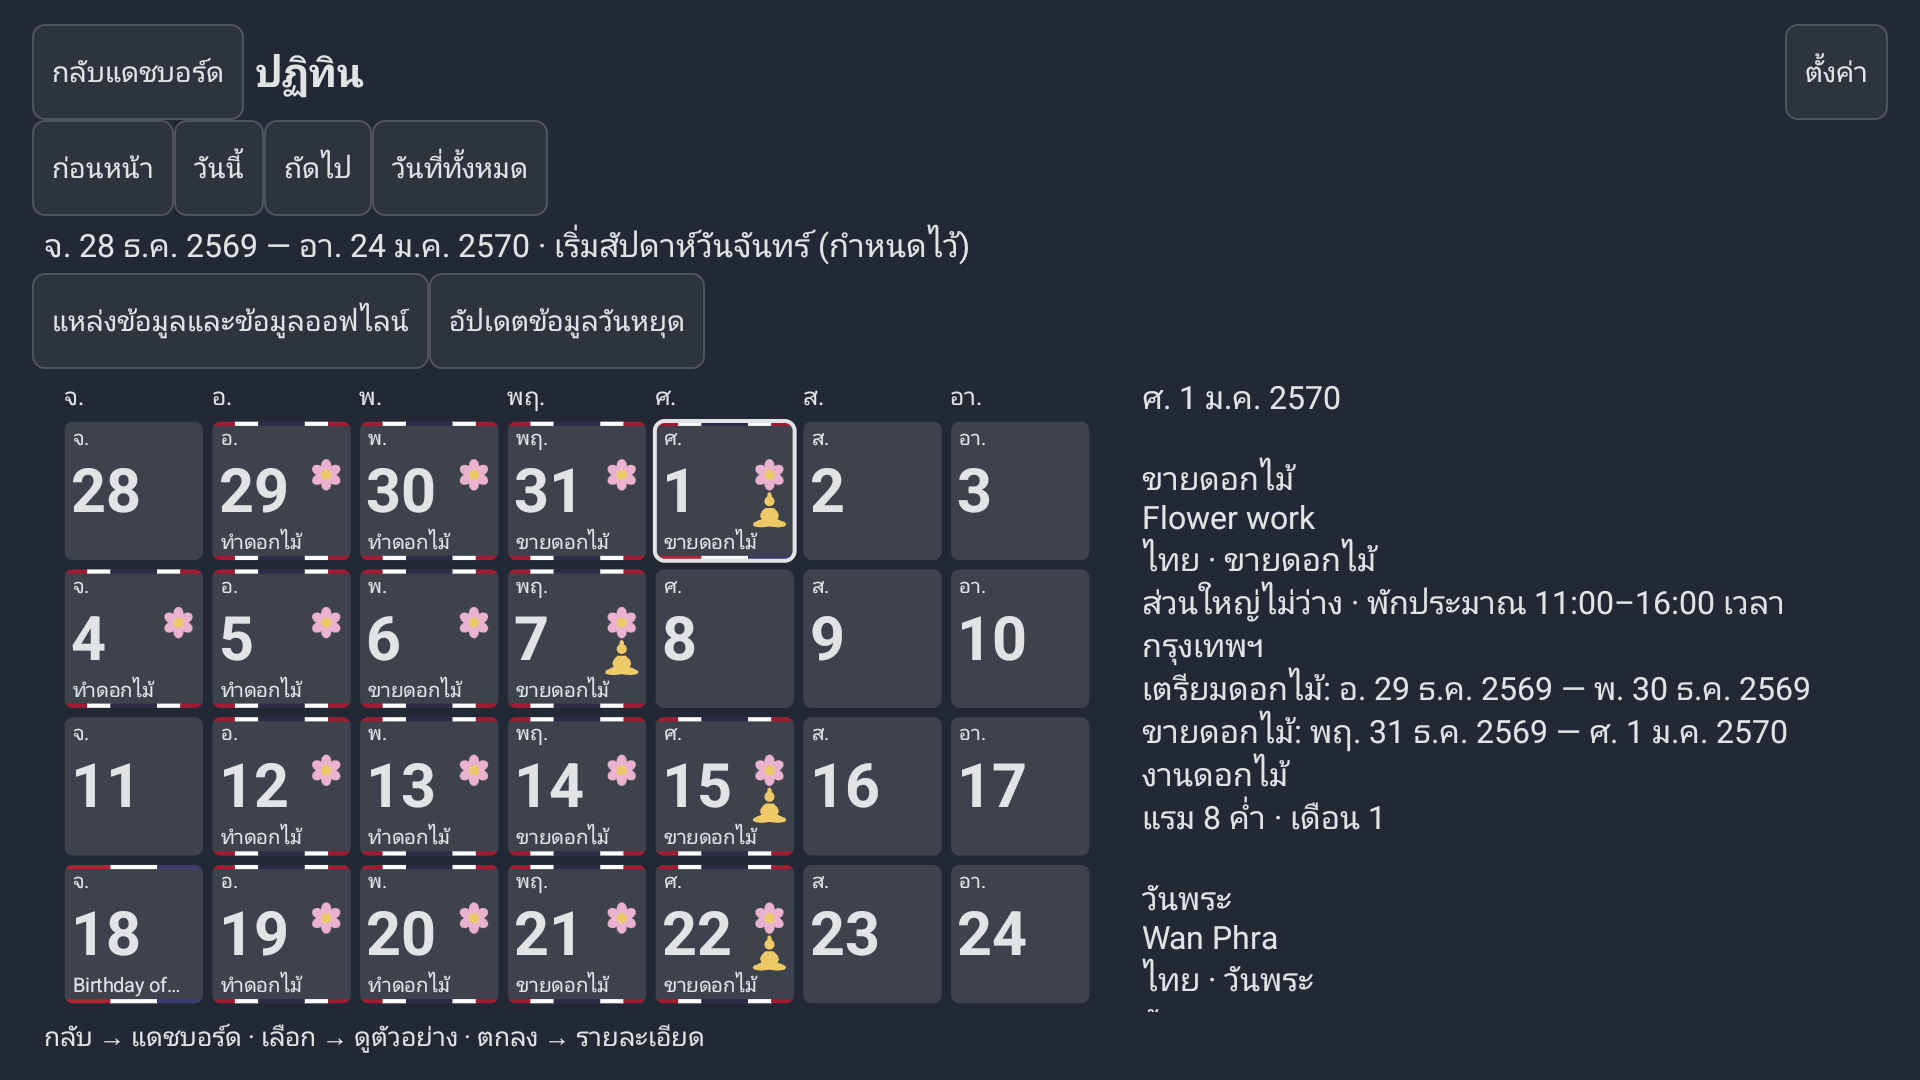 กลับแดชบอร์ด ปฏิทิน ตั้งค่า
ก่อนหน้า วันนี้ ถัดไป วันที่ทั้งหมด
จ. 28 ธ.ค. 2569 — อา. 24 ม.ค. 2570 · เริ่มสัปดาห์วันจันทร์ (กำหนดไว้)
แหล่งข้อมูลและข้อมูลออฟไลน์ อัปเดตข้อมูลวันหยุด
จ. อ. พ. พฤ. ศ. ส. อา.
จ. อ. พ. พฤ. ศ. ส. อา.
28 29 30 31 1 2 3
ทำดอกไม้ ทำดอกไม้ ขายดอกไม้ ขายดอกไม้
จ. อ. พ. พฤ. ศ. ส. อา.
4 5 6 7 8 9 10
ทำดอกไม้ ทำดอกไม้ ขายดอกไม้ ขายดอกไม้
จ. อ. พ. พฤ. ศ. ส. อา.
11 12 13 14 15 16 17
ทำดอกไม้ ทำดอกไม้ ขายดอกไม้ ขายดอกไม้
จ. อ. พ. พฤ. ศ. ส. อา.
18 19 20 21 22 23 24
Birthday of... ทำดอกไม้ ทำดอกไม้ ขายดอกไม้ ขายดอกไม้
ศ. 1 ม.ค. 2570
ขายดอกไม้
Flower work
ไทย · ขายดอกไม้
ส่วนใหญ่ไม่ว่าง · พักประมาณ 11:00–16:00 เวลา
กรุงเทพฯ
เตรียมดอกไม้: อ. 29 ธ.ค. 2569 — พ. 30 ธ.ค. 2569
ขายดอกไม้: พฤ. 31 ธ.ค. 2569 — ศ. 1 ม.ค. 2570
งานดอกไม้
แรม 8 ค่ำ · เดือน 1
วันพระ
Wan Phra
ไทย · วันพระ
กลับ → แดชบอร์ด · เลือก → ดูตัวอย่าง · ตกลง → รายละเอียด